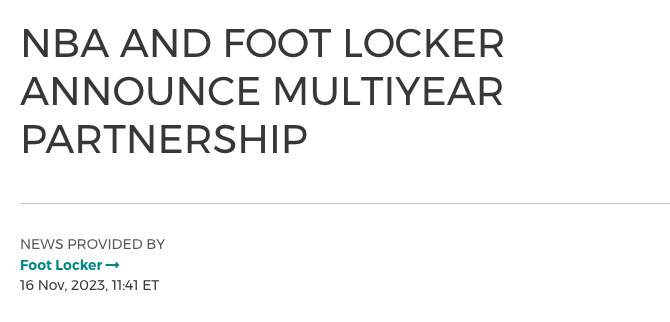 NBA AND FOOT LOCKER
ANNOUNCE MULTIYEAR
PARTNERSHIP
NEWS PROVIDED BY
Foot Locker →
16 Nov, 2023, 11:41 ET